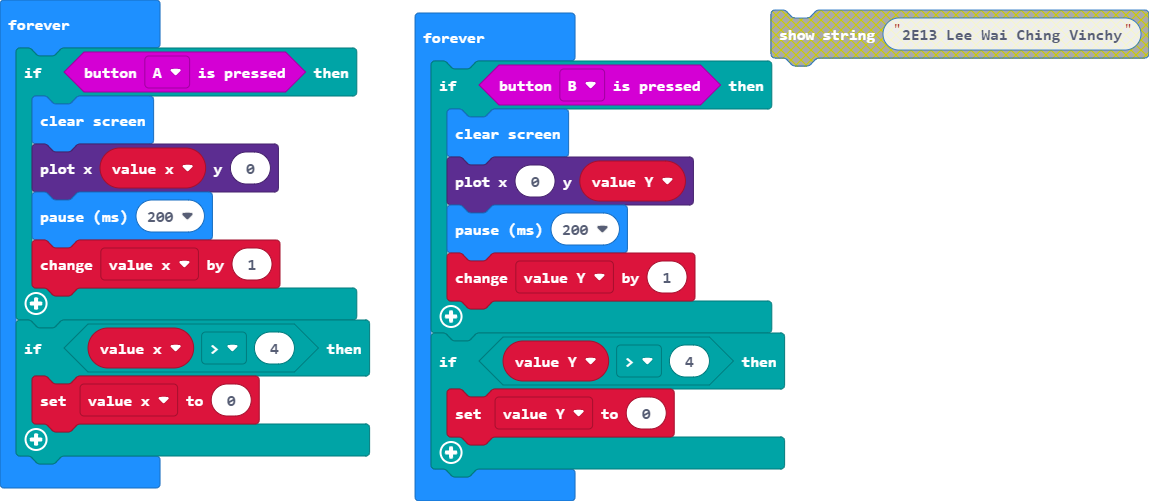 forever
if button A is pressed then
clear screen
plot x value x y 0
pause (ms) 200
change value x by 1
if value x > 4 then
set value x to 0
forever
if button B is pressed then
clear screen
plot x 0 y value Y
pause (ms) 200
change value Y by 1
if value Y > 4 then
set value Y to 0
show string "2E13 Lee Wai Ching Vinchy"